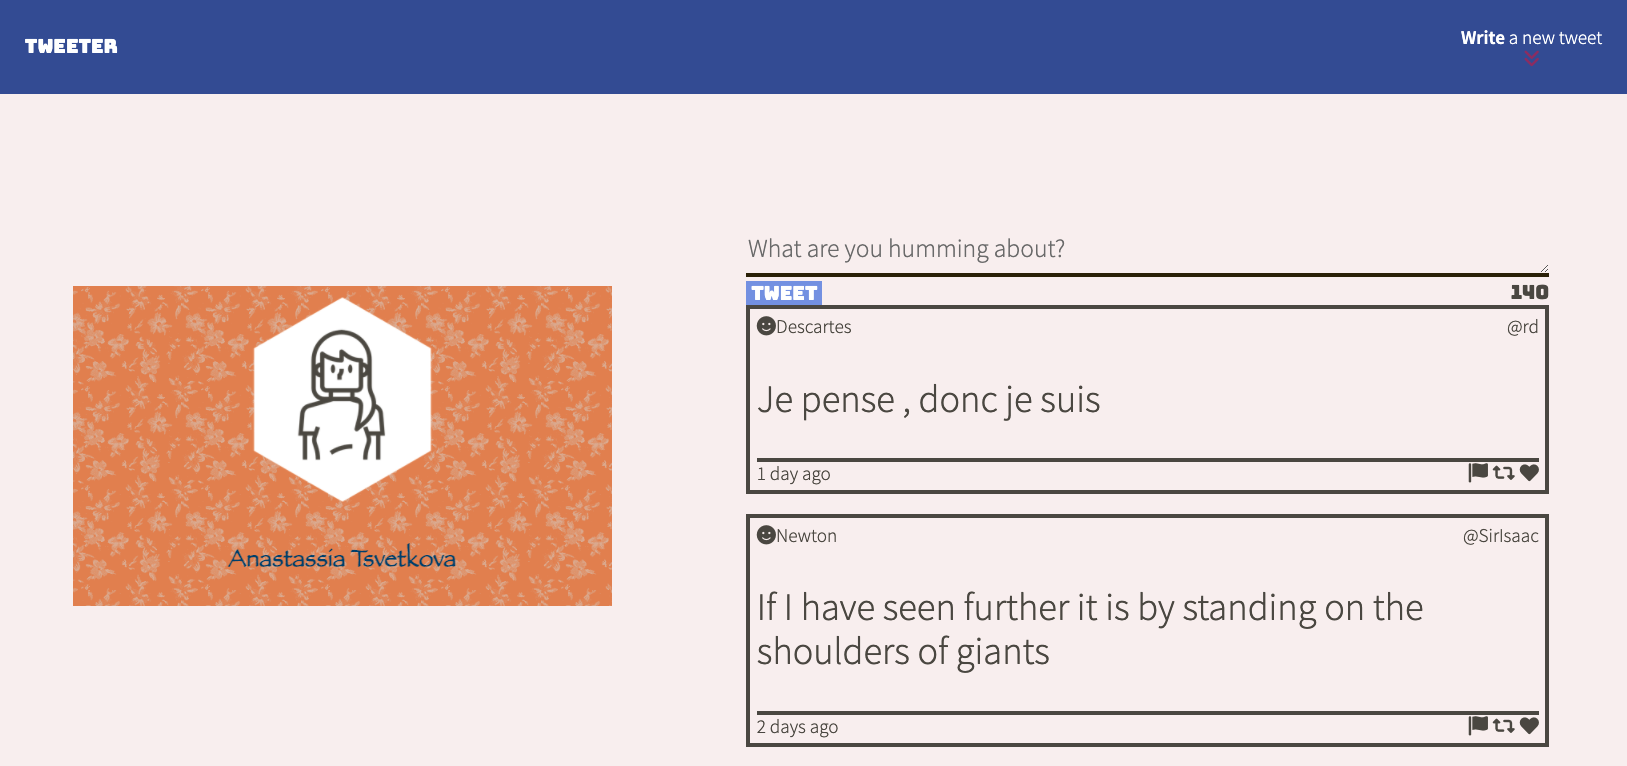 TWEETER
Write a new tweet
Anastassia Tsvetkova
What are you humming about?
TWEET
140
Descartes
@rd
Je pense , donc je suis
1 day ago
Newton
@SirIsaac
If I have seen further it is by standing on the
shoulders of giants
2 days ago